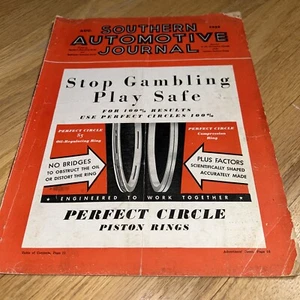 SOUTHERN
AUTOMOTIVE
JOURNAL
Stop Gambling
Play Safe
FOR 100% RESULTS
USE PERFECT CIRCLES 100%
PERFECT CIRCLE
85
Oil-Regulating
Ring
PERFECT CIRCLE
Compression
Ring
NO BRIDGES
TO OBSTRUCT THE OIL
OR DISTORT THE RING
PLUS FACTORS
SCIENTIFICALLY SHAPED
ACCURATELY MADE
ENGINEERED TO WORK TOGETHER
PERFECT CIRCLE
PISTON RINGS